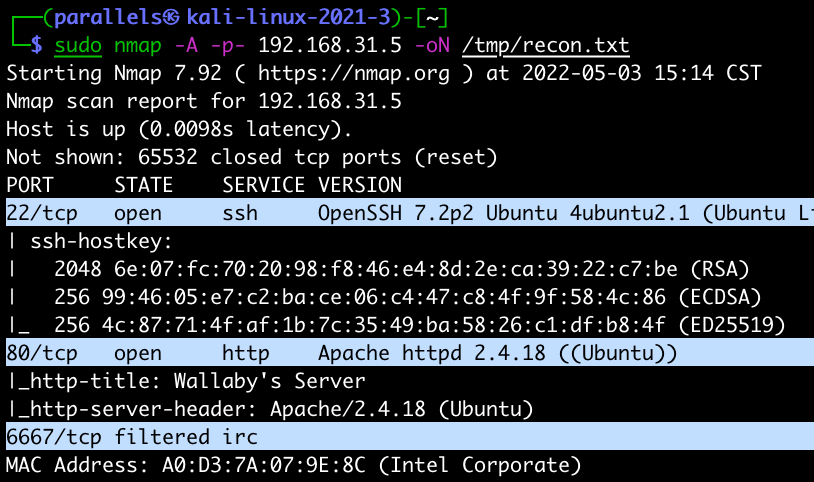 (parallels㉿kali-linux-2021-3)-[~]
$ sudo nmap -A -p- 192.168.31.5 -oN /tmp/recon.txt
Starting Nmap 7.92 ( https://nmap.org ) at 2022-05-03 15:14 CST
Nmap scan report for 192.168.31.5
Host is up (0.0098s latency).
Not shown: 65532 closed tcp ports (reset)
PORT     STATE    SERVICE VERSION
22/tcp   open     ssh     OpenSSH 7.2p2 Ubuntu 4ubuntu2.1 (Ubuntu
| ssh-hostkey:
|   2048 6e:07:fc:70:20:98:f8:46:e4:8d:2e:ca:39:22:c7:be (RSA)
|   256 99:46:05:e7:c2:ba:ce:06:c4:47:c8:4f:9f:58:4c:86 (ECDSA)
|_  256 4c:87:71:4f:af:1b:7c:35:49:ba:58:26:c1:df:b8:4f (ED25519)
80/tcp   open     http    Apache httpd 2.4.18 ((Ubuntu))
|_http-title: Wallaby's Server
|_http-server-header: Apache/2.4.18 (Ubuntu)
6667/tcp filtered irc
MAC Address: A0:D3:7A:07:9E:8C (Intel Corporate)